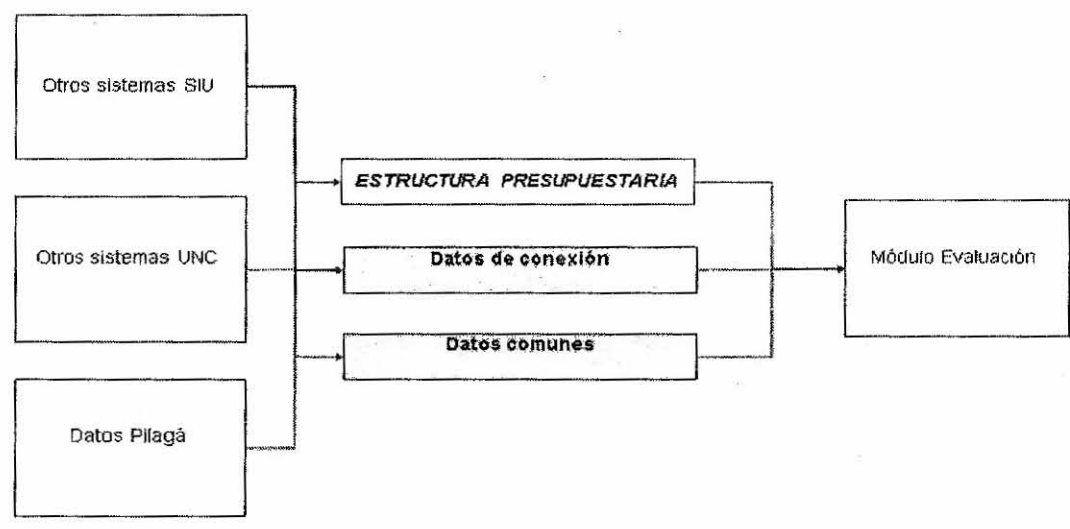 Otros sistemas SIU
ESTRUCTURA PRESUPUESTARIA
Otros sistemas UNC
Datos de conexión
Módulo Evaluación
Datos comunes
Datos Pilagá